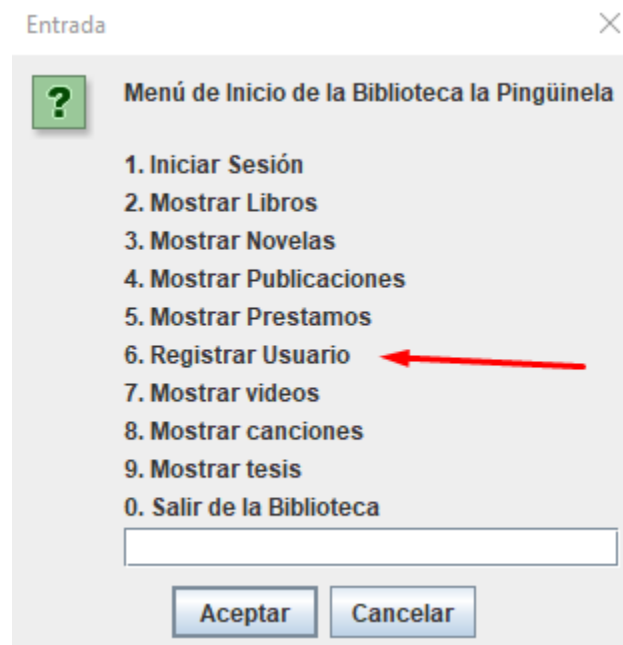 Entrada
Menú de Inicio de la Biblioteca la Pingüinela
1. Iniciar Sesión
2. Mostrar Libros
3. Mostrar Novelas
4. Mostrar Publicaciones
5. Mostrar Prestamos
6. Registrar Usuario
7. Mostrar videos
8. Mostrar canciones
9. Mostrar tesis
0. Salir de la Biblioteca
Aceptar Cancelar